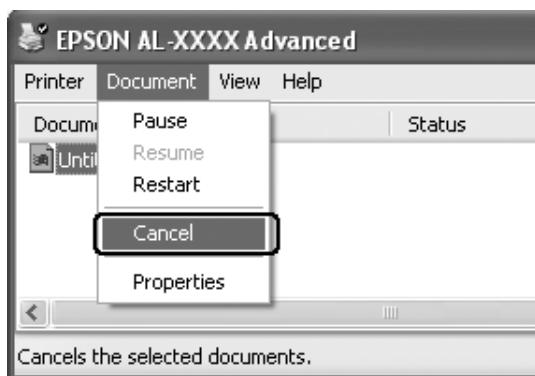 EPSON AL-XXXX Advanced
Printer Document View Help
Docum Status
Pause
Unti
Resume
Restart
Cancel
Properties
Cancels the selected documents.